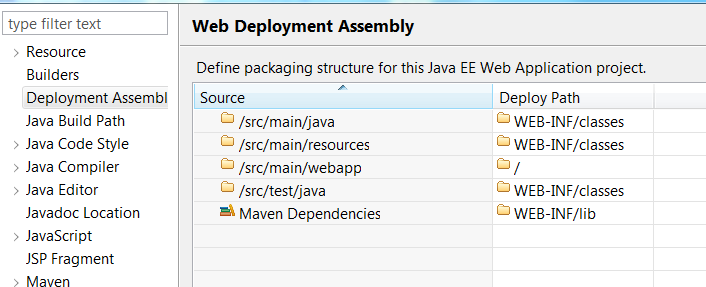 type filter text
Resource
Builders
Deployment Assembl
Java Build Path
Java Code Style
Java Compiler
Java Editor
Javadoc Location
JavaScript
JSP Fragment
Maven
Web Deployment Assembly
Define packaging structure for this Java EE Web Application project.
Source Deploy Path
/src/main/java WEB-INF/classes
/src/main/resources WEB-INF/classes
/src/main/webapp /
/src/test/java WEB-INF/classes
Maven Dependencies WEB-INF/lib